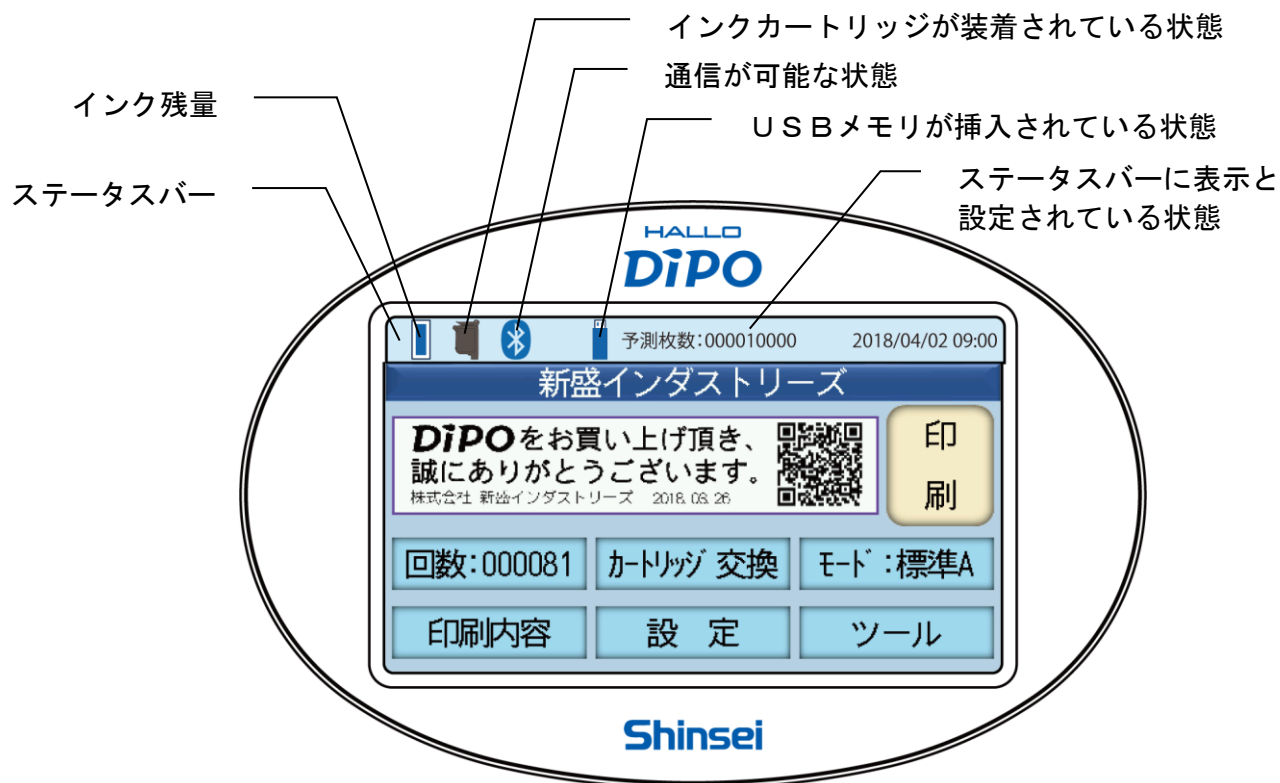 インクカートリッジが装着されている状態
通信が可能な状態
インク残量
ＵＳＢメモリが挿入されている状態
ステータスバー
ステータスバーに表示と
設定されている状態
HALLO
DiPO
予測枚数:000010000 2018/04/02 09:00
新盛インダストリーズ
DiPOをお買い上げ頂き、
誠にありがとうございます。
株式会社 新盛インダストリーズ 2018.03.26
印刷
回数:000081 ｶｰﾄﾘｯｼﾞ 交換 ﾓｰﾄﾞ:標準A
印刷内容 設 定 ツール
Shinsei